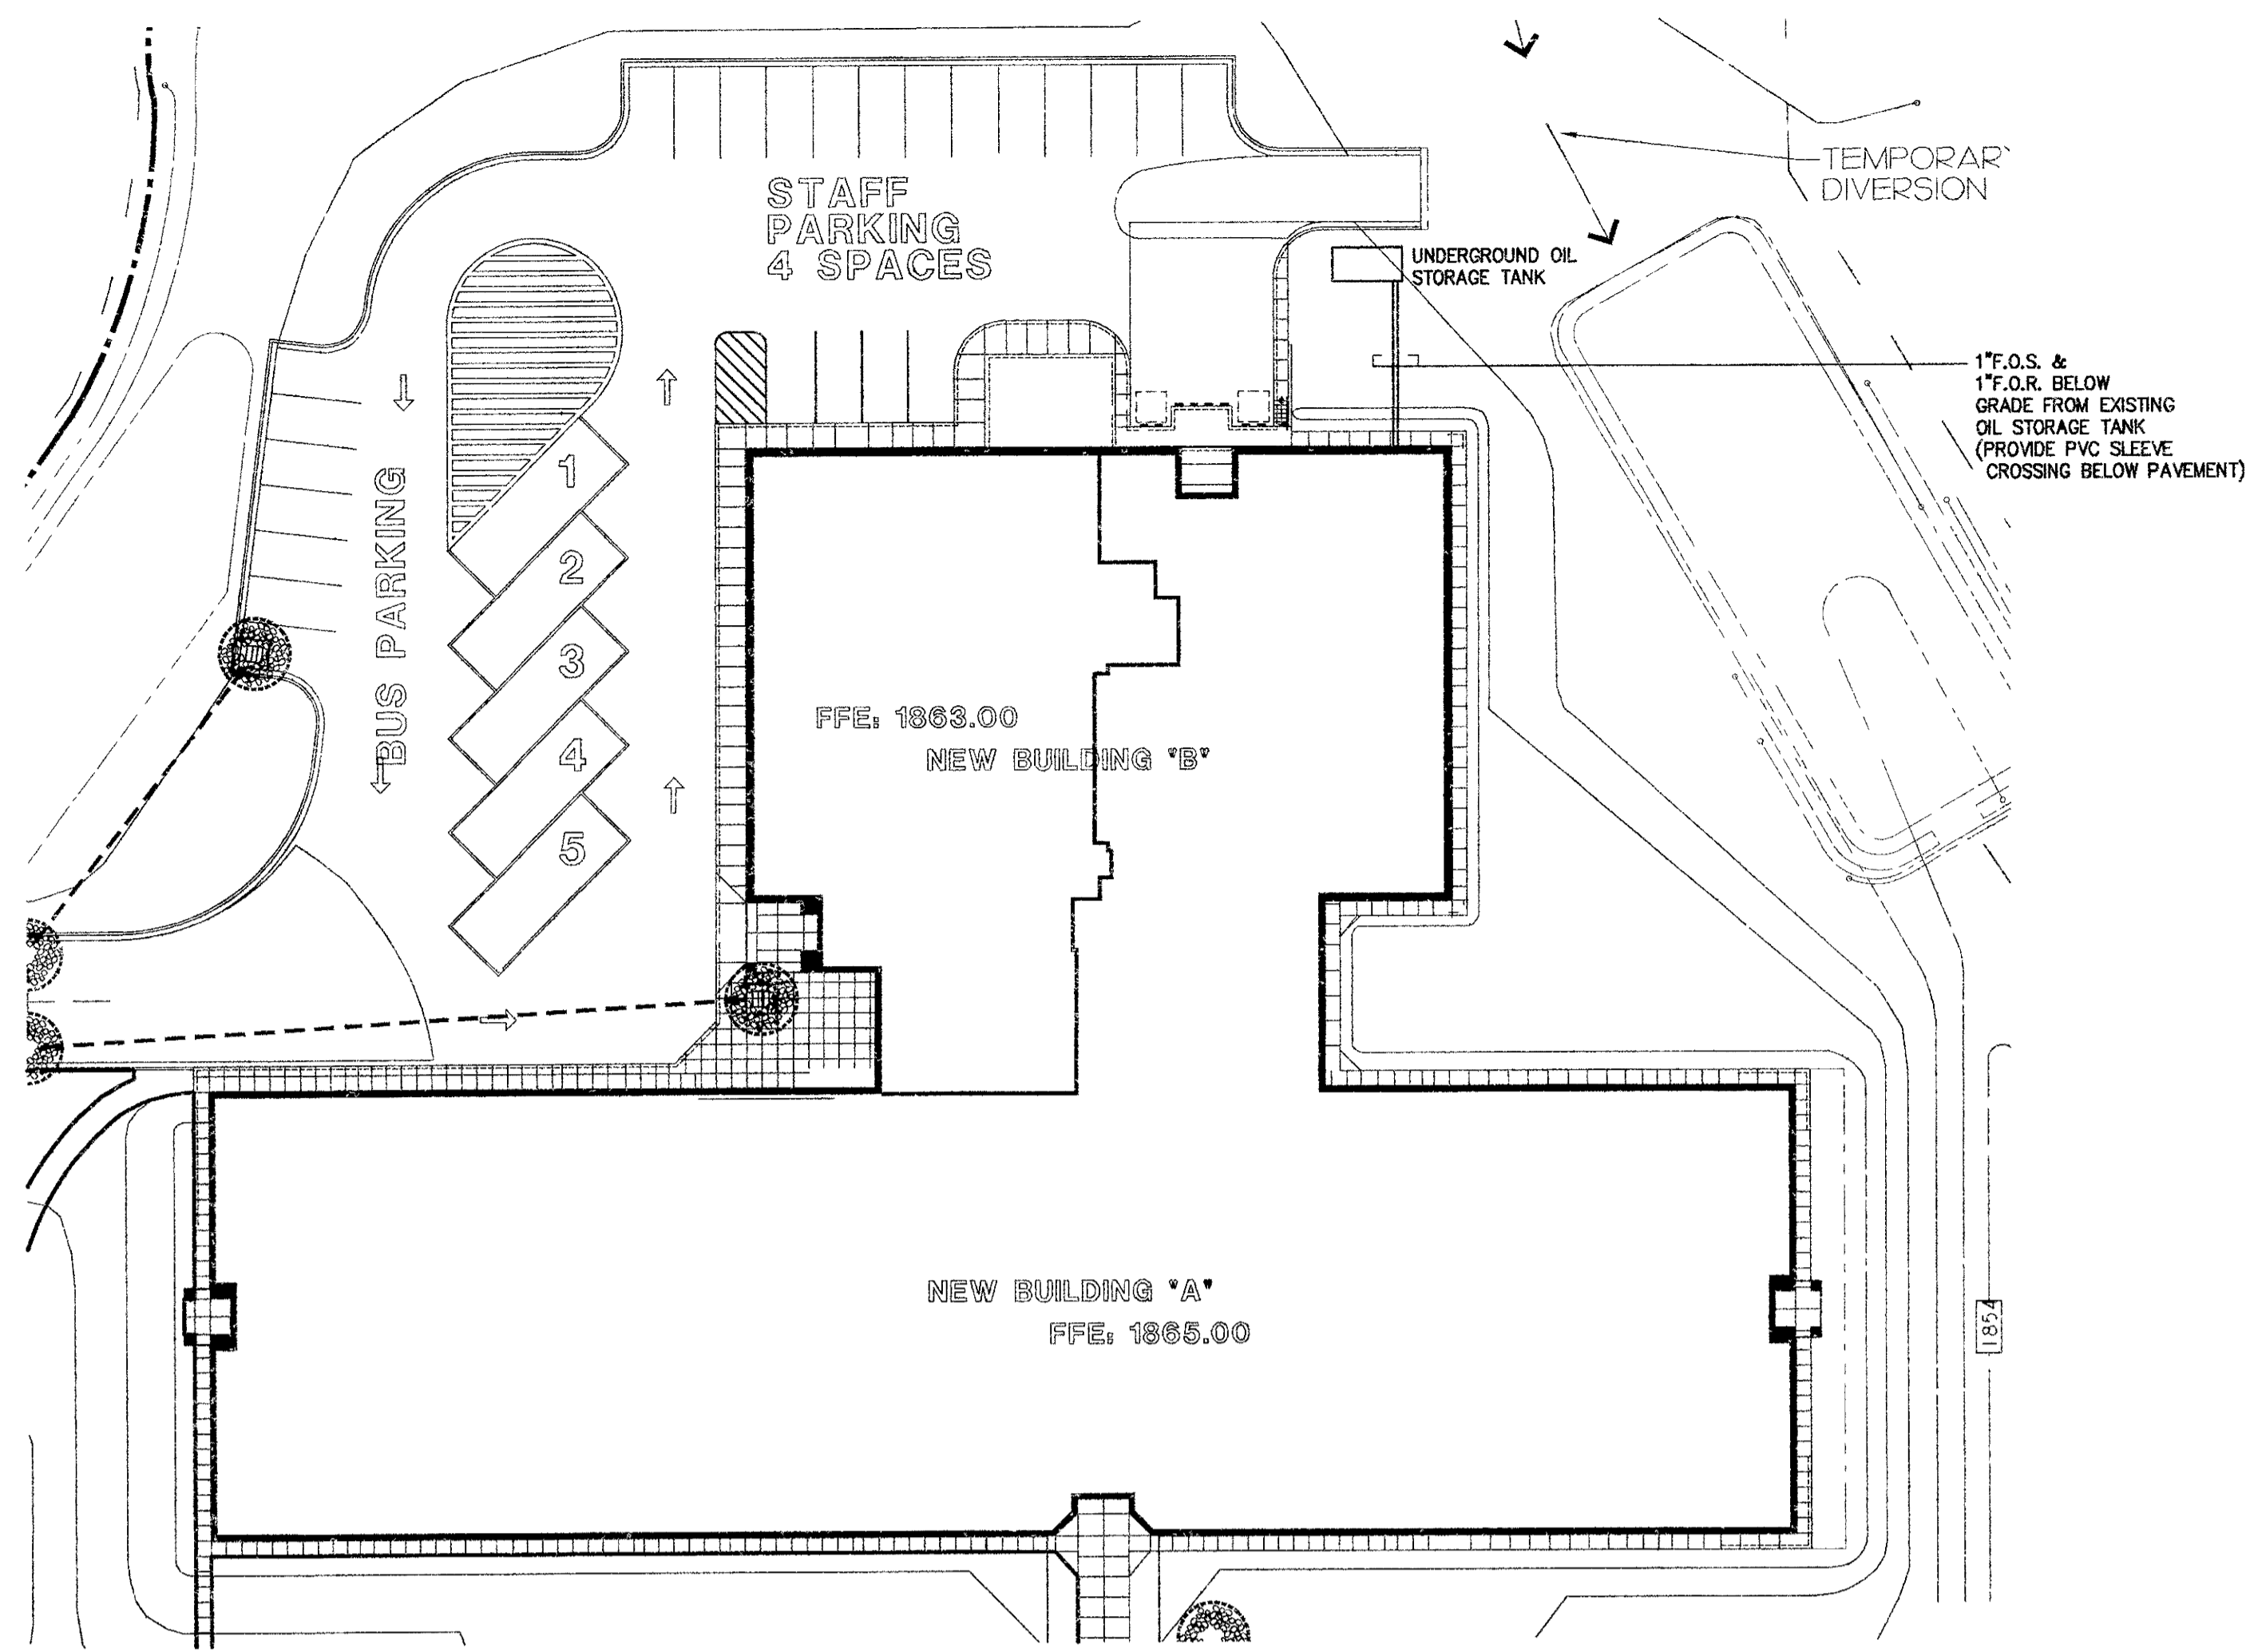 STAFF
PARKING
4 SPACES
TEMPORAR
DIVERSION
UNDERGROUND OIL
STORAGE TANK
1"F.O.S. &
1"F.O.R. BELOW
GRADE FROM EXISTING
OIL STORAGE TANK
(PROVIDE PVC SLEEVE
CROSSING BELOW PAVEMENT)
BUS PARKING
1
2
3
4
5
FFE: 1863.00
NEW BUILDING "B"
NEW BUILDING "A"
FFE: 1865.00
1854